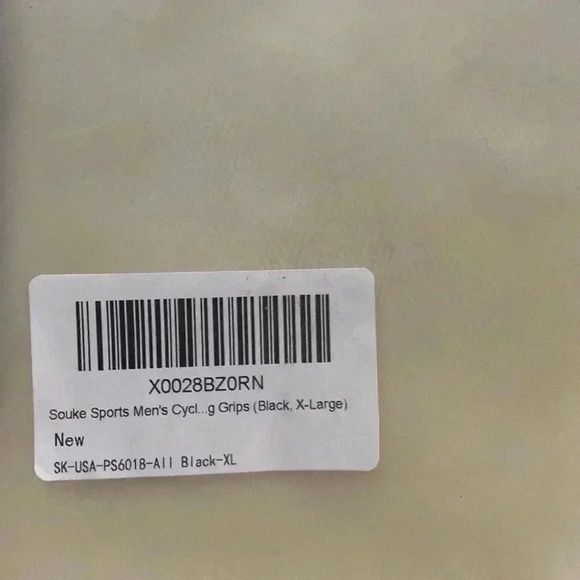 X0028BZ0RN
Souke Sports Men's Cycl...g Grips (Black, X-Large)
New
SK-USA-PS6018-All Black-XL